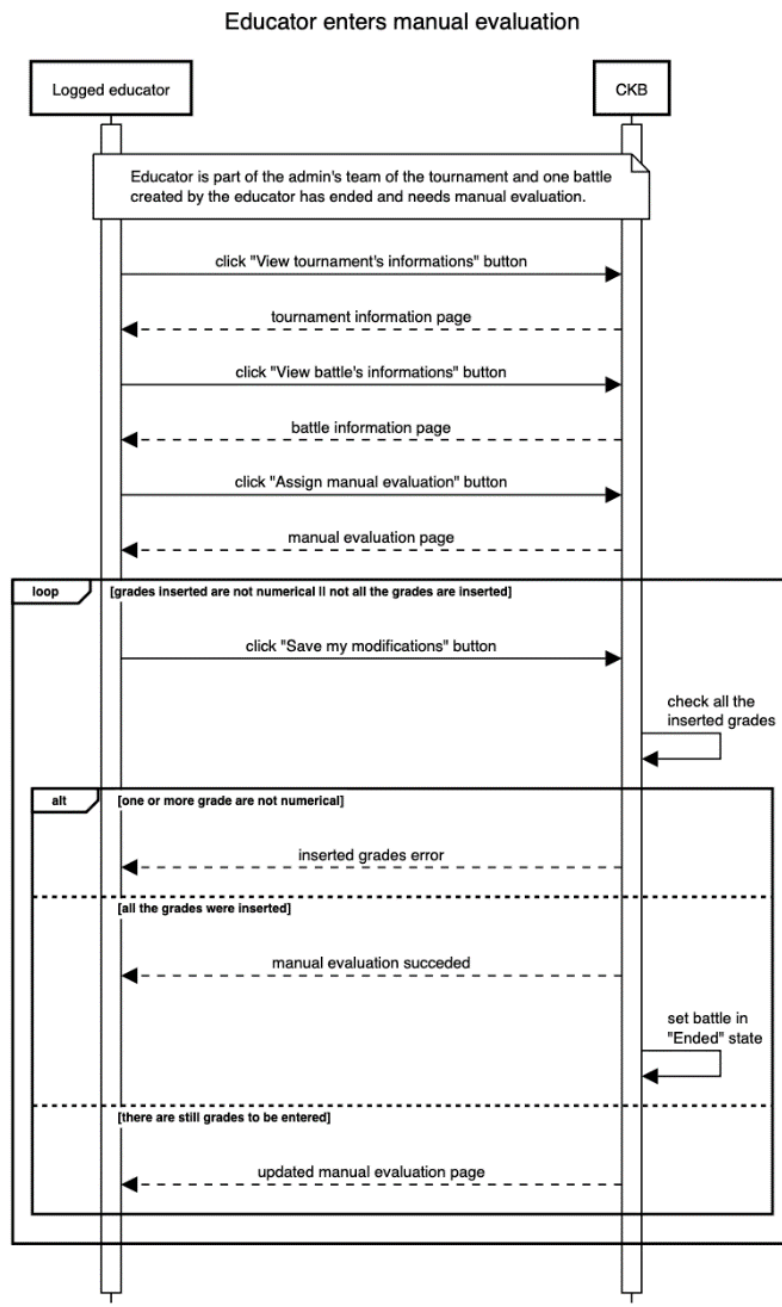 Educator enters manual evaluation
Logged educator
CKB
Educator is part of the admin's team of the tournament and one battle
created by the educator has ended and needs manual evaluation.
click "View tournament's informations" button
tournament information page
click "View battle's informations" button
battle information page
click "Assign manual evaluation" button
manual evaluation page
loop
[grades inserted are not numerical || not all the grades are inserted]
click "Save my modifications" button
check all the
inserted grades
alt
[one or more grade are not numerical]
inserted grades error
[all the grades were inserted]
manual evaluation succeded
set battle in
"Ended" state
[there are still grades to be entered]
updated manual evaluation page